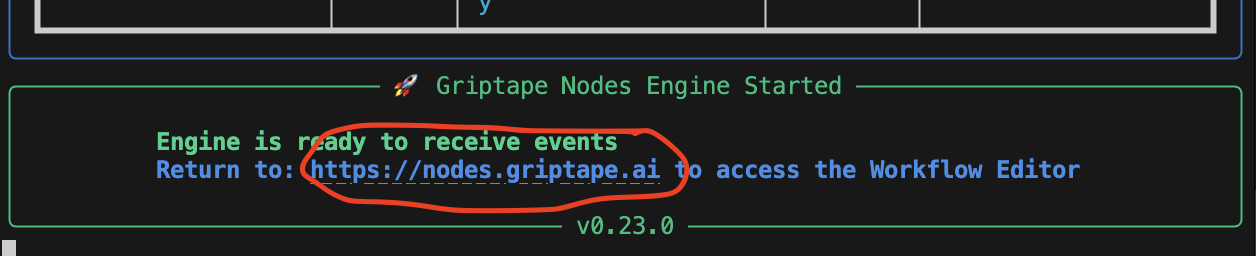 y
🚀 Griptape Nodes Engine Started
Engine is ready to receive events
Return to: https://nodes.griptape.ai to access the Workflow Editor
v0.23.0